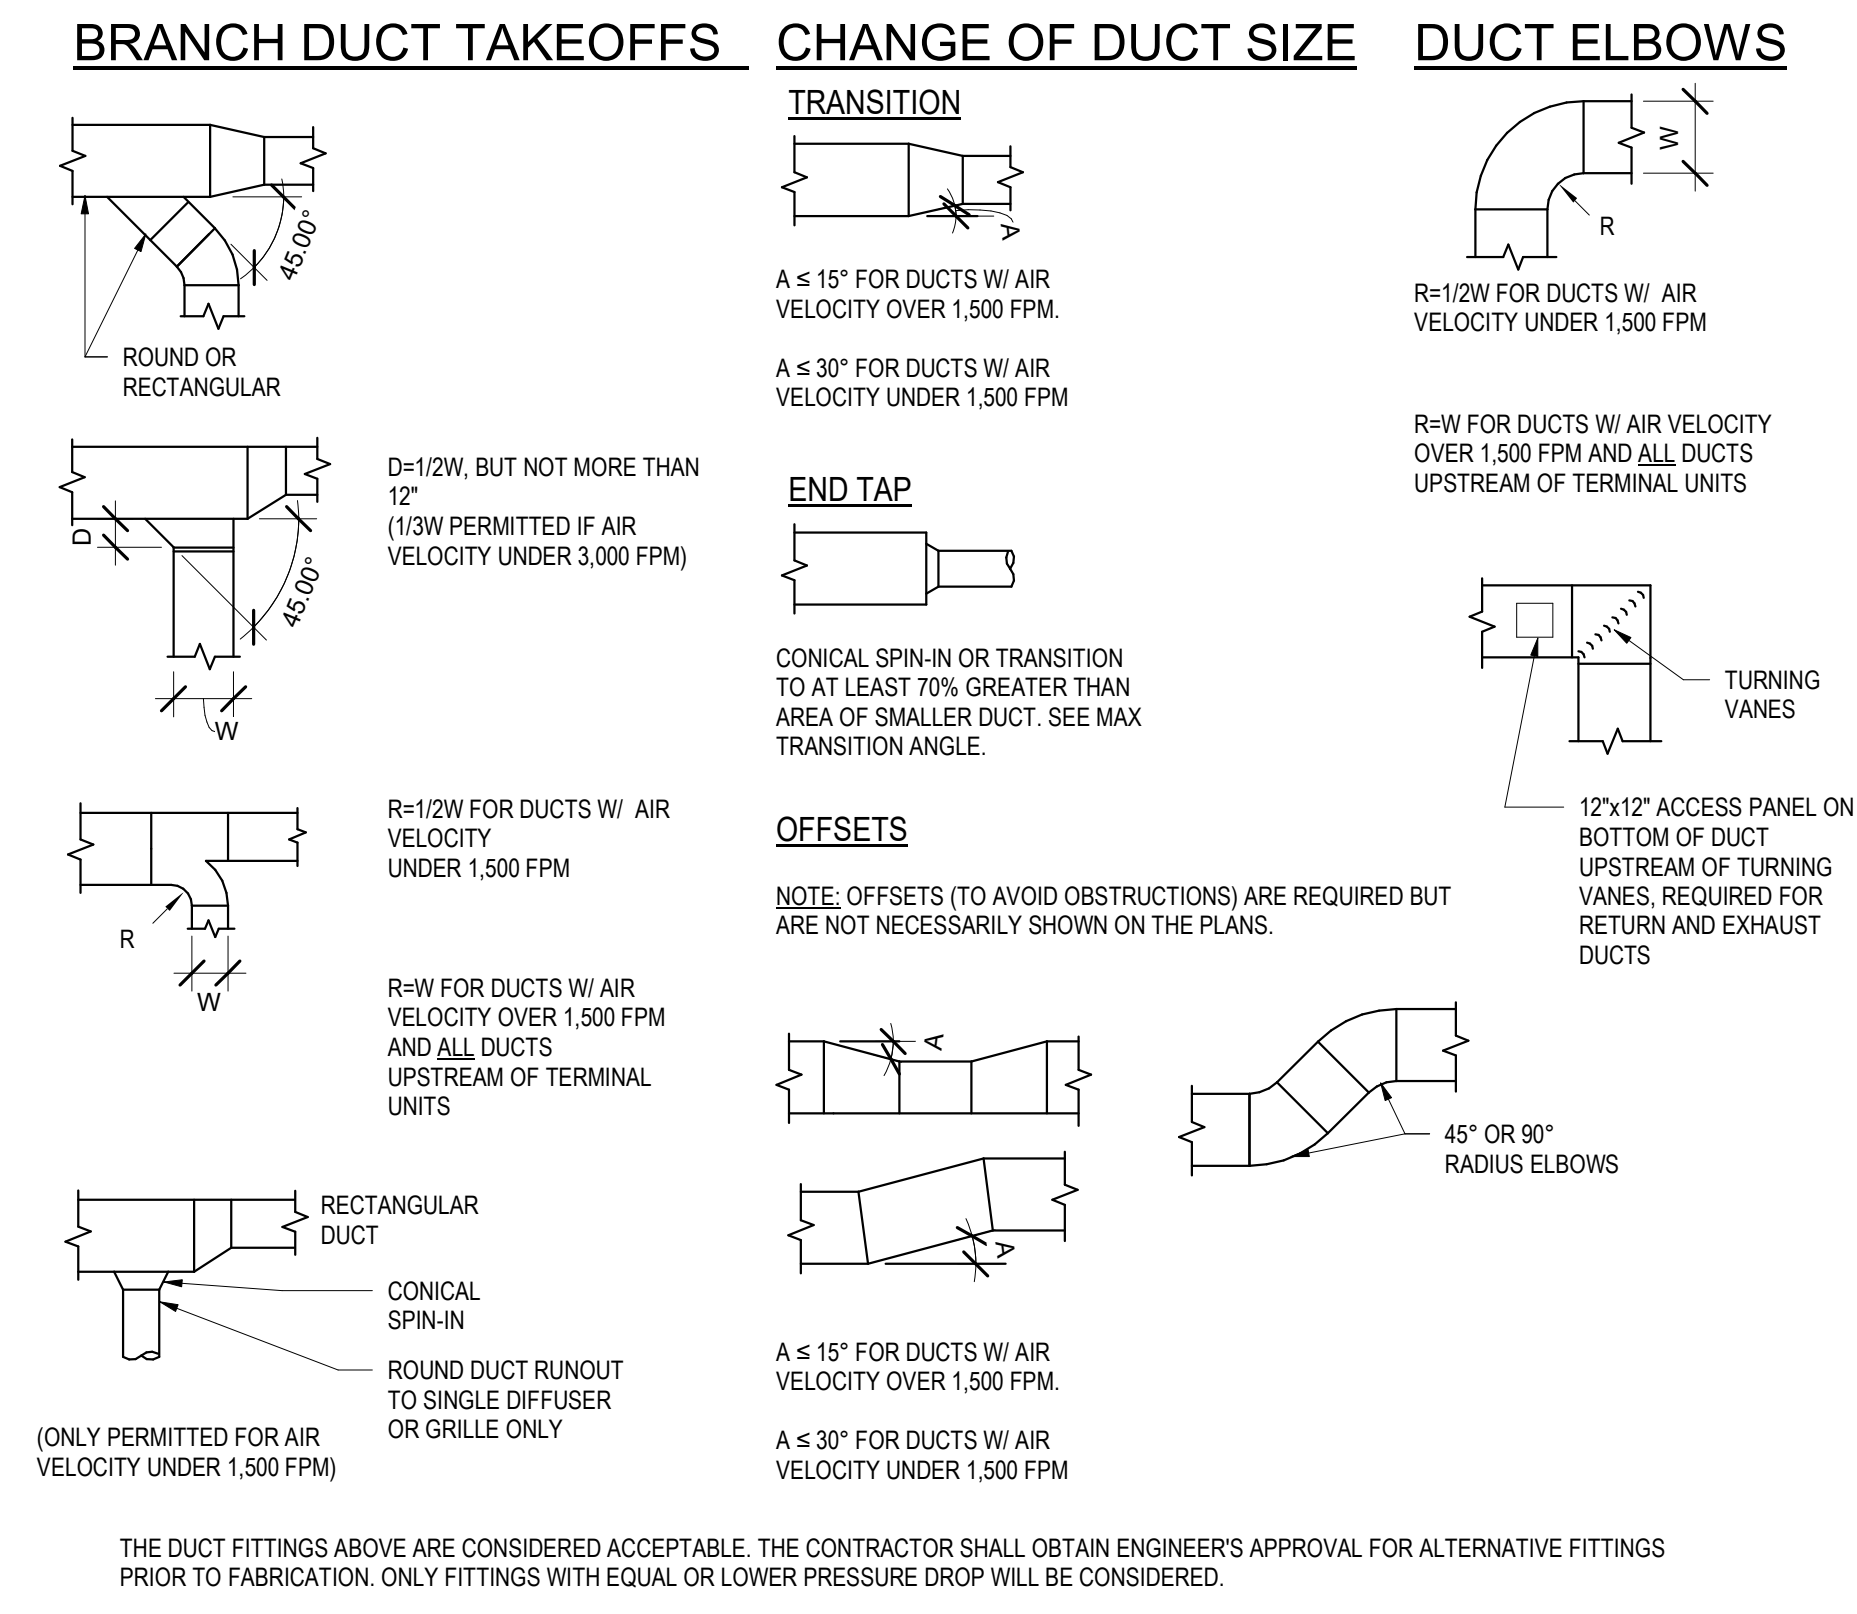 BRANCH DUCT TAKEOFFS
45.00°
ROUND OR
RECTANGULAR
D
45.00°
W
D=1/2W, BUT NOT MORE THAN
12"
(1/3W PERMITTED IF AIR
VELOCITY UNDER 3,000 FPM)
R
W
R=1/2W FOR DUCTS W/ AIR
VELOCITY
UNDER 1,500 FPM
R=W FOR DUCTS W/ AIR
VELOCITY OVER 1,500 FPM
AND ALL DUCTS
UPSTREAM OF TERMINAL
UNITS
RECTANGULAR
DUCT
CONICAL
SPIN-IN
ROUND DUCT RUNOUT
TO SINGLE DIFFUSER
OR GRILLE ONLY
(ONLY PERMITTED FOR AIR
VELOCITY UNDER 1,500 FPM)
CHANGE OF DUCT SIZE
TRANSITION
A
A ≤ 15° FOR DUCTS W/ AIR
VELOCITY OVER 1,500 FPM.
A ≤ 30° FOR DUCTS W/ AIR
VELOCITY UNDER 1,500 FPM
END TAP
CONICAL SPIN-IN OR TRANSITION
TO AT LEAST 70% GREATER THAN
AREA OF SMALLER DUCT. SEE MAX
TRANSITION ANGLE.
OFFSETS
NOTE: OFFSETS (TO AVOID OBSTRUCTIONS) ARE REQUIRED BUT
ARE NOT NECESSARILY SHOWN ON THE PLANS.
A
A
45° OR 90°
RADIUS ELBOWS
A ≤ 15° FOR DUCTS W/ AIR
VELOCITY OVER 1,500 FPM.
A ≤ 30° FOR DUCTS W/ AIR
VELOCITY UNDER 1,500 FPM
DUCT ELBOWS
W
R
R=1/2W FOR DUCTS W/ AIR
VELOCITY UNDER 1,500 FPM
R=W FOR DUCTS W/ AIR VELOCITY
OVER 1,500 FPM AND ALL DUCTS
UPSTREAM OF TERMINAL UNITS
TURNING
VANES
12"x12" ACCESS PANEL ON
BOTTOM OF DUCT
UPSTREAM OF TURNING
VANES, REQUIRED FOR
RETURN AND EXHAUST
DUCTS
THE DUCT FITTINGS ABOVE ARE CONSIDERED ACCEPTABLE. THE CONTRACTOR SHALL OBTAIN ENGINEER'S APPROVAL FOR ALTERNATIVE FITTINGS
PRIOR TO FABRICATION. ONLY FITTINGS WITH EQUAL OR LOWER PRESSURE DROP WILL BE CONSIDERED.